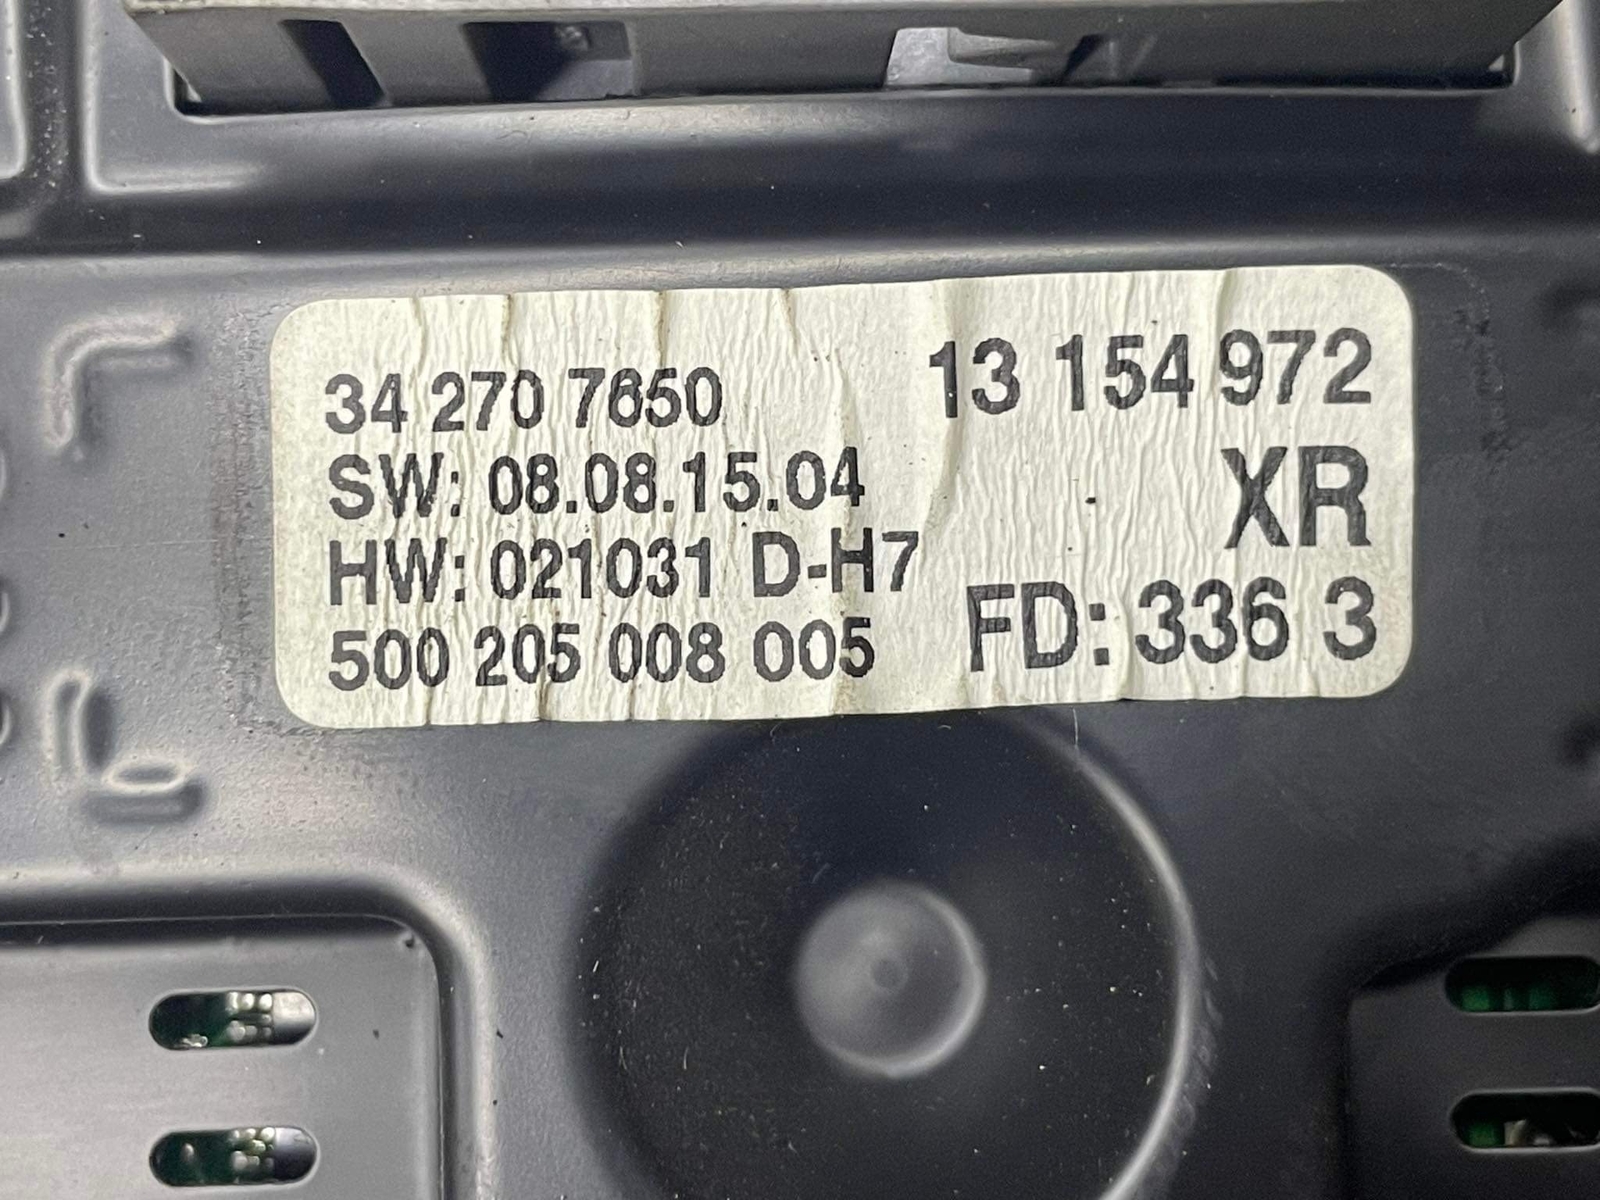 34 270 7650
SW: 08.08.15.04
HW: 021031 D-H7
500 205 008 005
13 154 972
XR
FD: 336 3